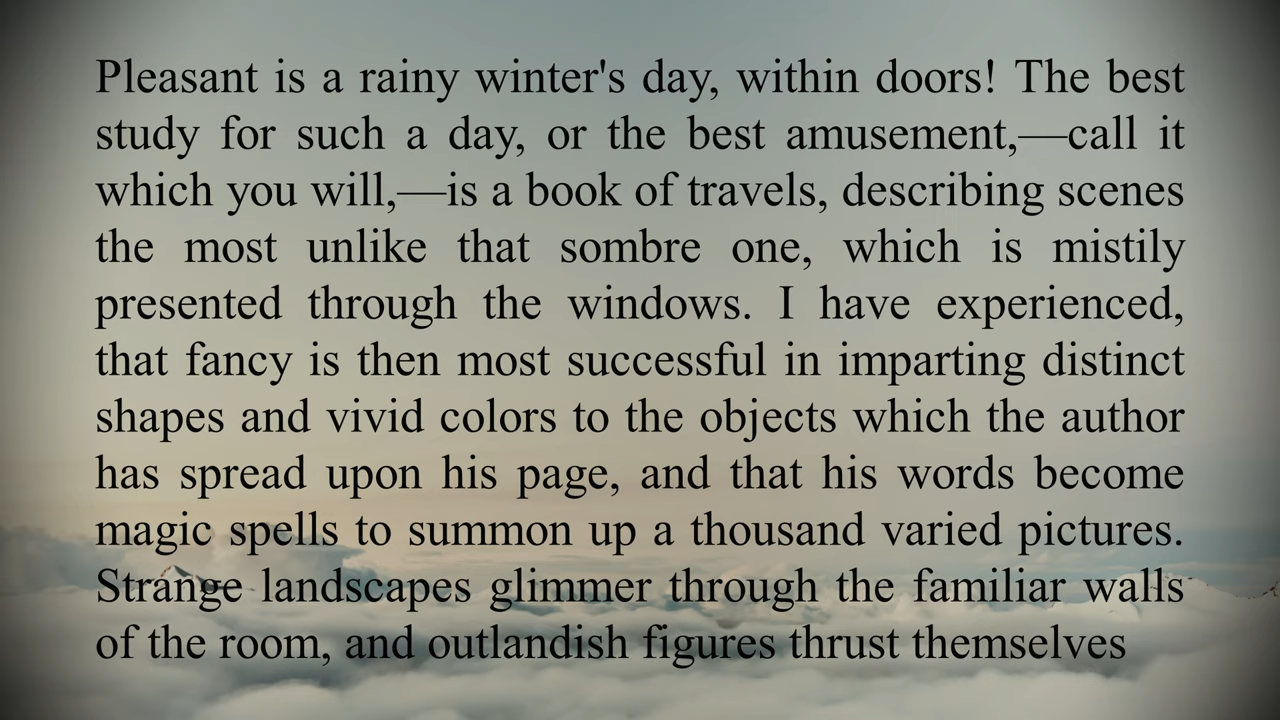 Pleasant is a rainy winter's day, within doors! The best
study for such a day, or the best amusement,—call it
which you will,—is a book of travels, describing scenes
the most unlike that sombre one, which is mistily
presented through the windows. I have experienced,
that fancy is then most successful in imparting distinct
shapes and vivid colors to the objects which the author
has spread upon his page, and that his words become
magic spells to summon up a thousand varied pictures.
Strange landscapes glimmer through the familiar walls
of the room, and outlandish figures thrust themselves